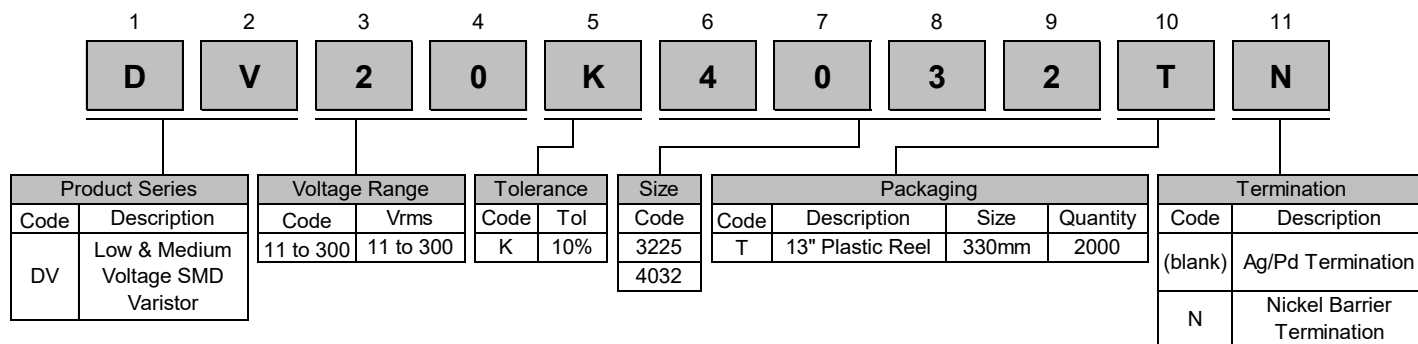 1 2 3 4 5 6 7 8 9 10 11
D V 2 0 K 4 0 3 2 T N
Product Series
Code Description
DV Low & Medium
Voltage SMD
Varistor
Voltage Range
Code Vrms
11 to 300 11 to 300
Tolerance
Code Tol
K 10%
Size
Code
3225
4032
Packaging
Code Description Size Quantity
T 13" Plastic Reel 330mm 2000
Termination
Code Description
(blank) Ag/Pd Termination
N Nickel Barrier
Termination